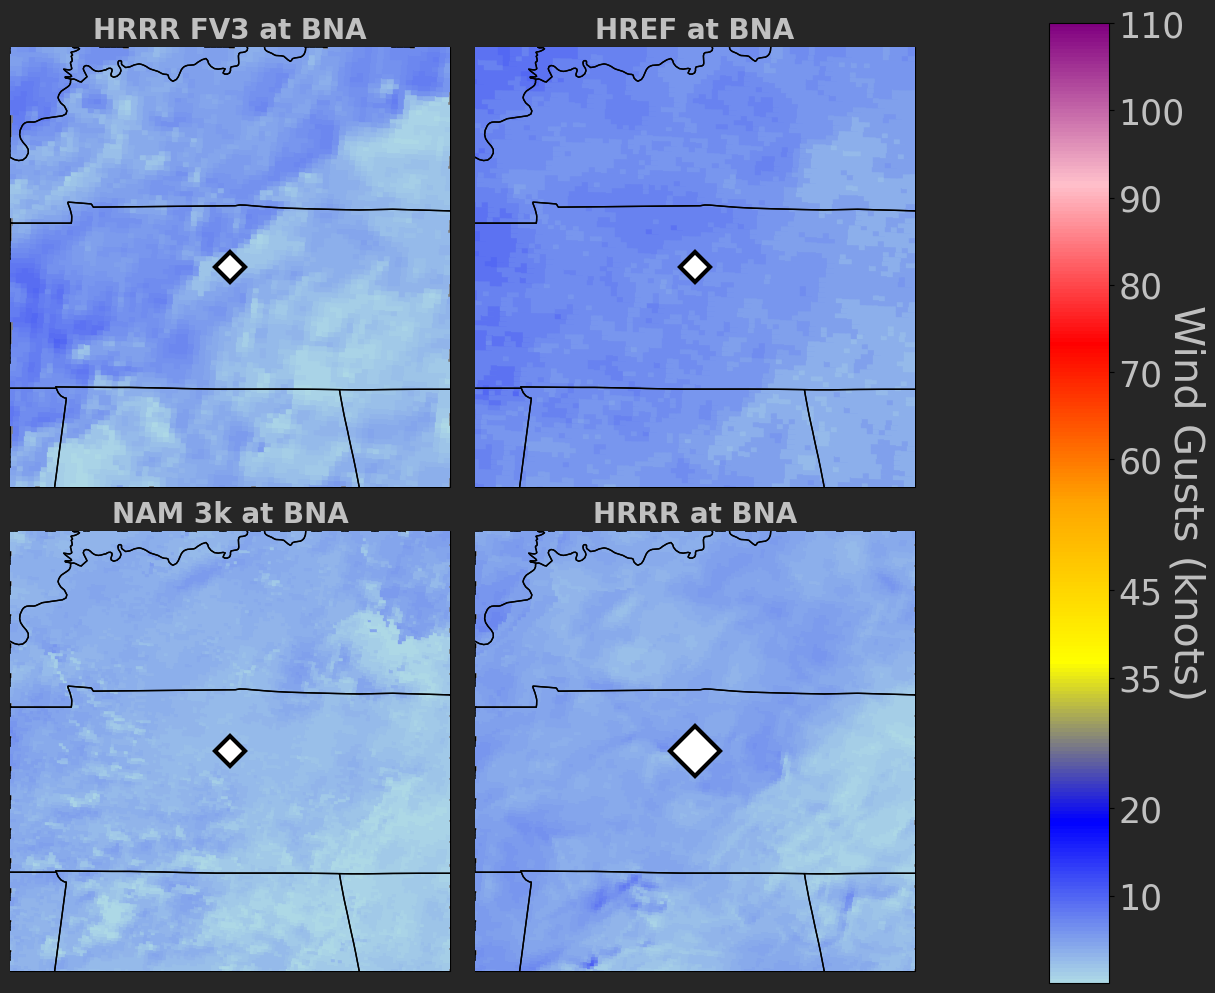 HRRR FV3 at BNA
HREF at BNA
NAM 3k at BNA
HRRR at BNA
110
100
90
80
70
60
45
35
20
10
Wind Gusts (knots)